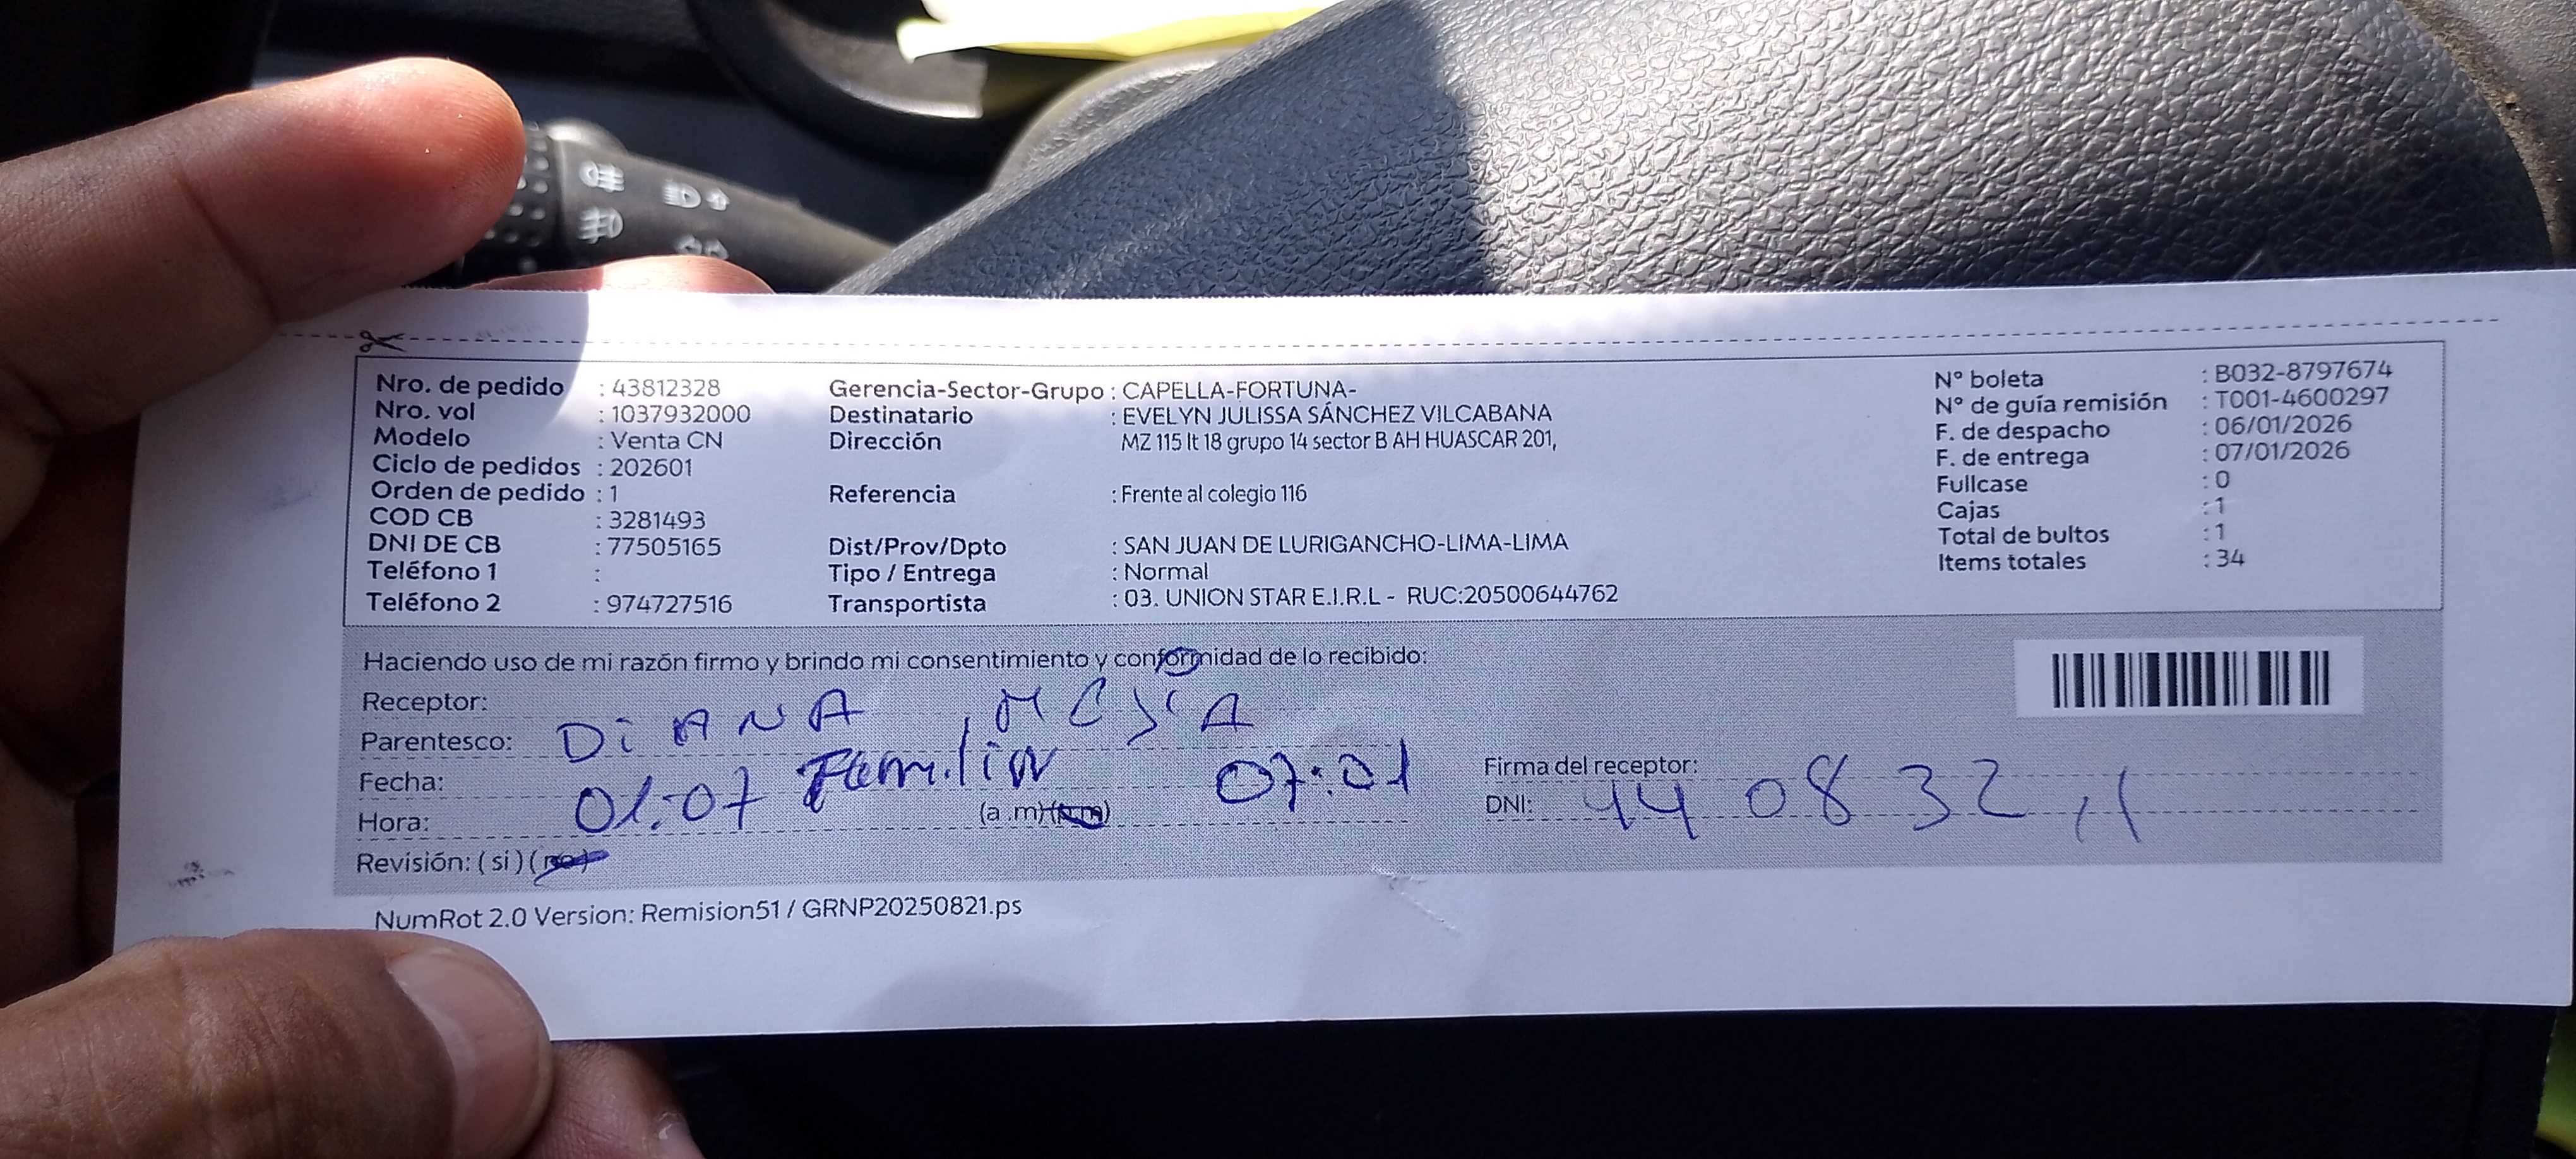 Nro. de pedido : 43812328
Nro. vol : 1037932000
Modelo : Venta CN
Ciclo de pedidos : 202601
Orden de pedido : 1
COD CB : 3281493
DNI DE CB : 77505165
Teléfono 1 :
Teléfono 2 : 974727516
Gerencia-Sector-Grupo : CAPELLA-FORTUNA-
Destinatario : EVELYN JULISSA SÁNCHEZ VILCABANA
Dirección MZ 115 lt 18 grupo 14 sector B AH HUASCAR 201,
Referencia : Frente al colegio 116
Dist/Prov/Dpto : SAN JUAN DE LURIGANCHO-LIMA-LIMA
Tipo / Entrega : Normal
Transportista : 03. UNION STAR E.I.R.L - RUC:20500644762
N° boleta : B032-8797674
N° de guía remisión : T001-4600297
F. de despacho : 06/01/2026
F. de entrega : 07/01/2026
Fullcase : 0
Cajas : 1
Total de bultos : 1
Items totales : 34
Haciendo uso de mi razón firmo y brindo mi consentimiento y conformidad de lo recibido:
Receptor: DiANA MEJiA
Parentesco: Familiar
Fecha: 07:01
Hora: 01:07 (a.m)
Revisión: (si) (no)
Firma del receptor:
DNI: 440832
NumRot 2.0 Version: Remision51 / GRNP20250821.ps